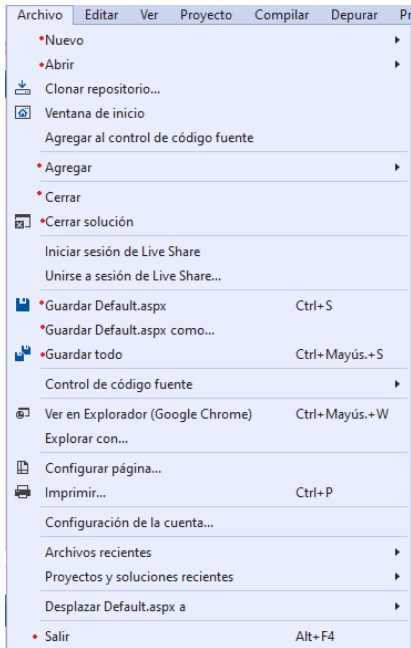 Archivo Editar Ver Proyecto Compilar Depurar
Nuevo
Abrir
Clonar repositorio...
Ventana de inicio
Agregar al control de código fuente
Agregar
Cerrar
Cerrar solución
Iniciar sesión de Live Share
Unirse a sesión de Live Share...
Guardar Default.aspx Ctrl+S
Guardar Default.aspx como...
Guardar todo Ctrl+Mayús.+S
Control de código fuente
Ver en Explorador (Google Chrome) Ctrl+Mayús.+W
Explorar con...
Configurar página...
Imprimir... Ctrl+P
Configuración de la cuenta...
Archivos recientes
Proyectos y soluciones recientes
Desplazar Default.aspx a
Salir Alt+F4